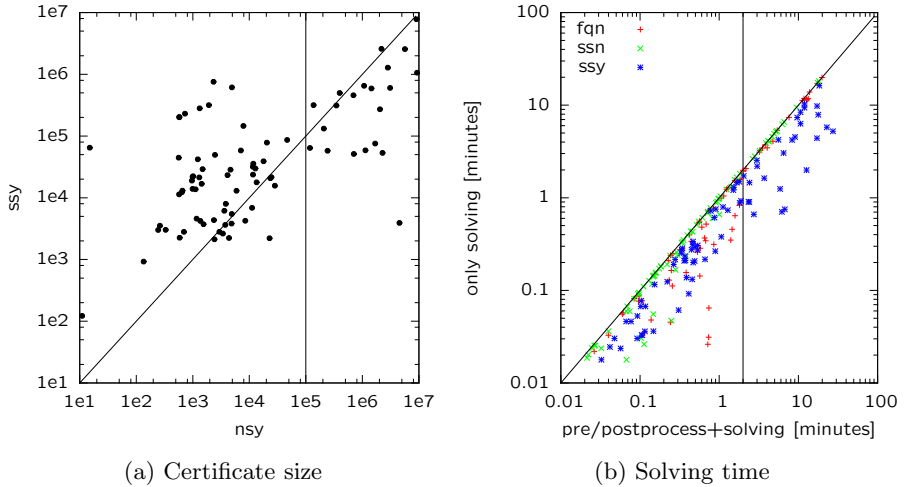 1e7
1e6
1e5
1e4
1e3
1e2
1e1
ssy
1e1 1e2 1e3 1e4 1e5 1e6 1e7
nsy
(a) Certificate size
fqn
ssn
ssy
100
10
1
0.1
0.01
only solving [minutes]
0.01 0.1 1 10 100
pre/postprocess+solving [minutes]
(b) Solving time